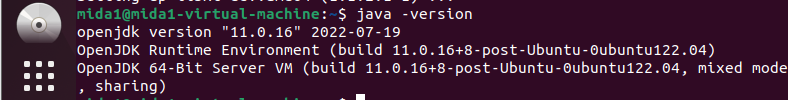 mida1@mida1-virtual-machine:~$ java -version
openjdk version "11.0.16" 2022-07-19
OpenJDK Runtime Environment (build 11.0.16+8-post-Ubuntu-0ubuntu122.04)
OpenJDK 64-Bit Server VM (build 11.0.16+8-post-Ubuntu-0ubuntu122.04, mixed mode
, sharing)